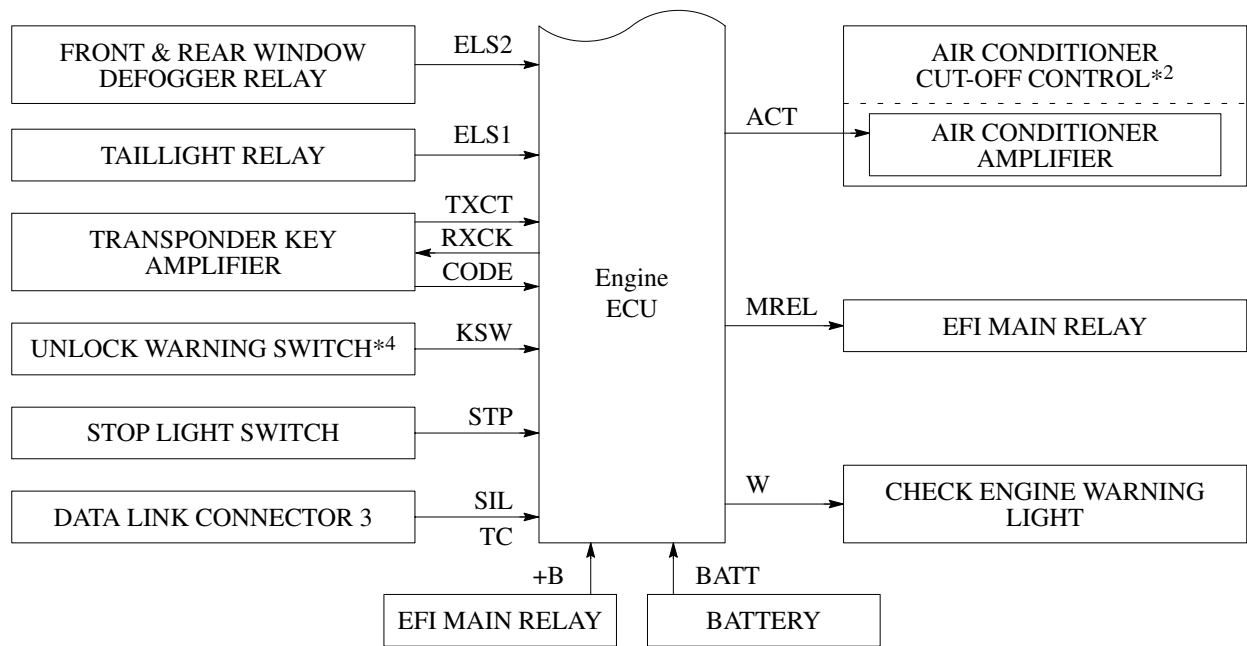 FRONT & REAR WINDOW
DEFOGGER RELAY
ELS2
TAILLIGHT RELAY
ELS1
TRANSPONDER KEY
AMPLIFIER
TXCT
RXCK
CODE
UNLOCK WARNING SWITCH*4
KSW
STOP LIGHT SWITCH
STP
DATA LINK CONNECTOR 3
SIL
TC
Engine
ECU
+B
EFI MAIN RELAY
BATT
BATTERY
ACT
AIR CONDITIONER
CUT-OFF CONTROL*2
AIR CONDITIONER
AMPLIFIER
MREL
EFI MAIN RELAY
W
CHECK ENGINE WARNING
LIGHT